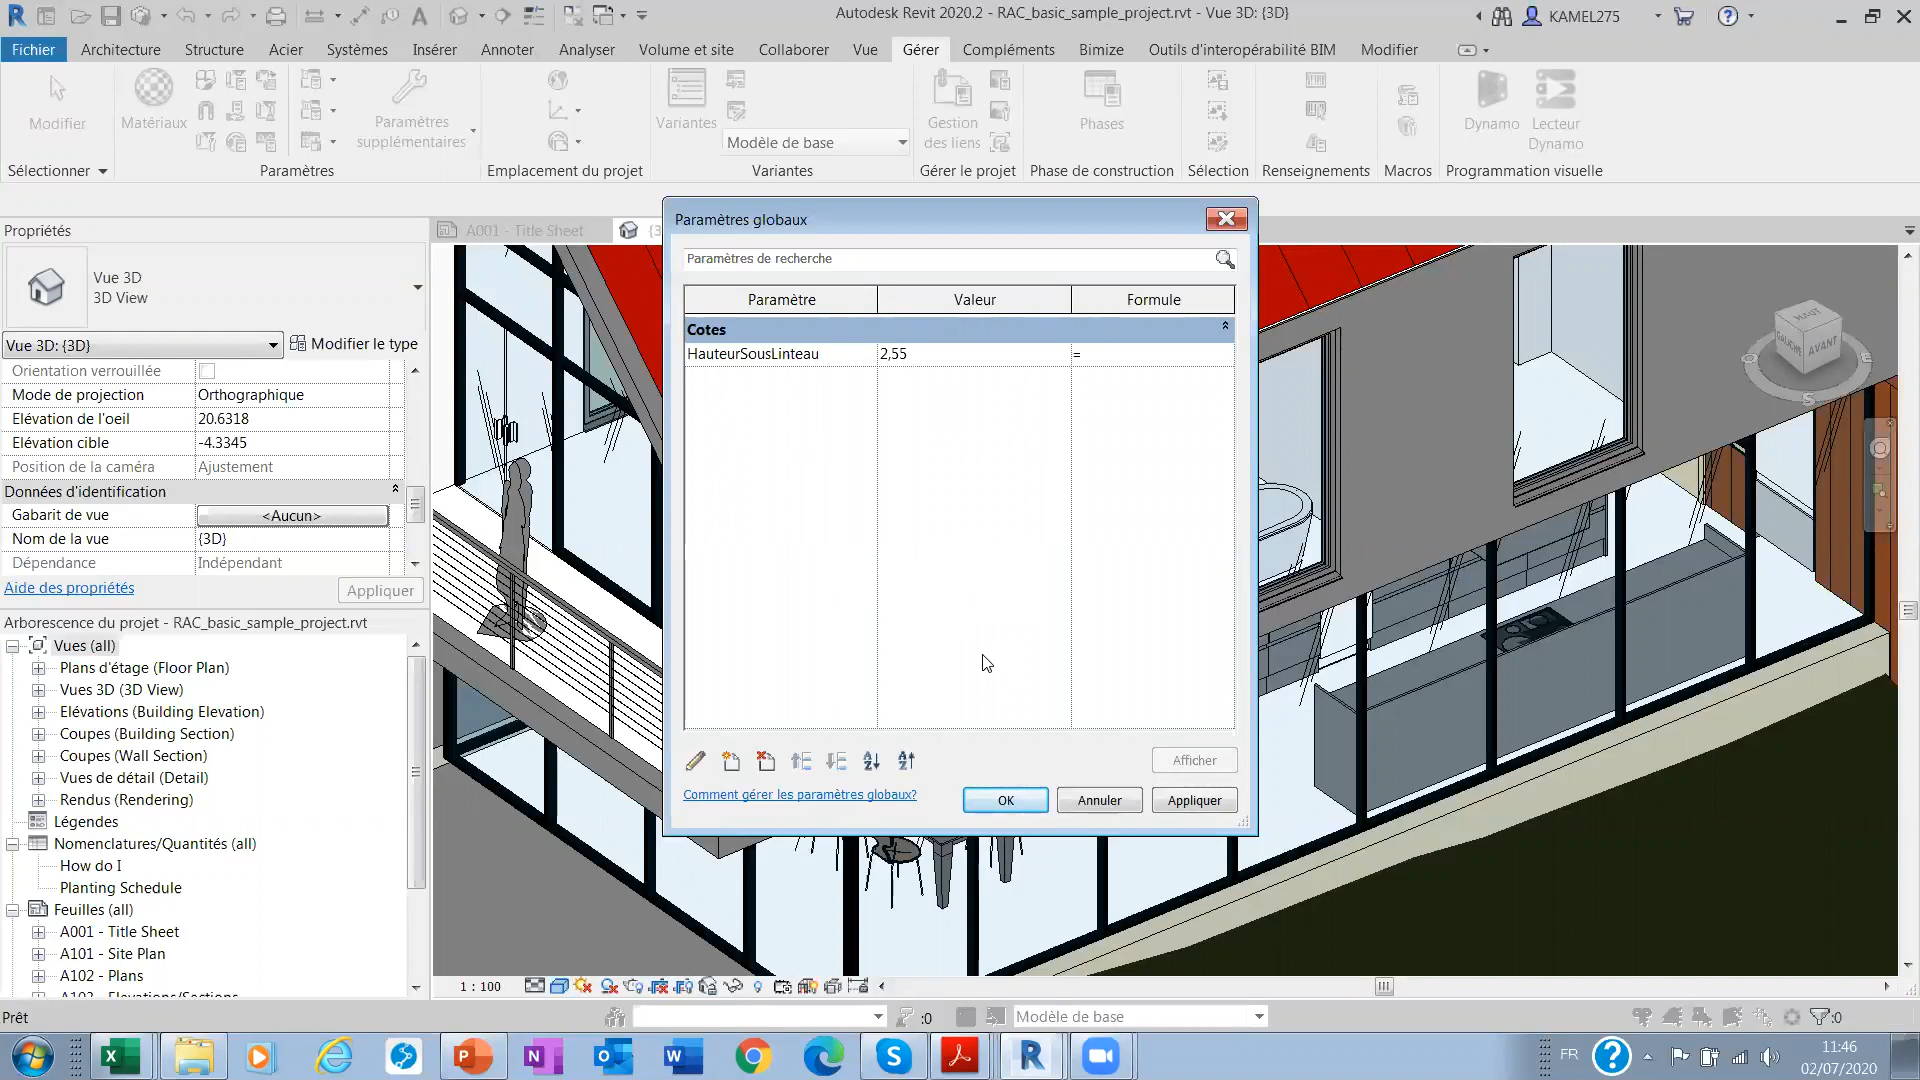 Autodesk Revit 2020.2 - RAC_basic_sample_project.rvt - Vue 3D: {3D}
KAMEL275
Fichier Architecture Structure Acier Systèmes Insérer Annoter Analyser Volume et site Collaborer Vue Gérer Compléments Bimize Outils d'interopérabilité BIM Modifier
Modifier
Matériaux
Paramètres
supplémentaires
Variantes
Modèle de base
Gestion
des liens
Phases
Dynamo
Lecteur
Dynamo
Sélectionner Paramètres Emplacement du projet Variantes Gérer le projet Phase de construction Sélection Renseignements Macros Programmation visuelle
Propriétés
A001 - Title Sheet
{3
Vue 3D
3D View
Vue 3D: {3D}
Modifier le type
Orientation verrouillée
Mode de projection Orthographique
Elévation de l'oeil 20.6318
Elévation cible -4.3345
Position de la caméra Ajustement
Données d'identification
Gabarit de vue <Aucun>
Nom de la vue {3D}
Dépendance Indépendant
Aide des propriétés
Appliquer
Arborescence du projet - RAC_basic_sample_project.rvt
Vues (all)
Plans d'étage (Floor Plan)
Vues 3D (3D View)
Elévations (Building Elevation)
Coupes (Building Section)
Coupes (Wall Section)
Vues de détail (Detail)
Rendus (Rendering)
Légendes
Nomenclatures/Quantités (all)
How do I
Planting Schedule
Feuilles (all)
A001 - Title Sheet
A101 - Site Plan
A102 - Plans
A103 - Elevations/Sections
Paramètres globaux
Paramètres de recherche
Paramètre Valeur Formule
Cotes
HauteurSousLinteau 2,55 =
Afficher
Comment gérer les paramètres globaux?
OK
Annuler
Appliquer
HAUT
GAUCHE
AVANT
O
E
S
1 : 100
Prêt
:0
Modèle de base
:0
FR
11:46
02/07/2020